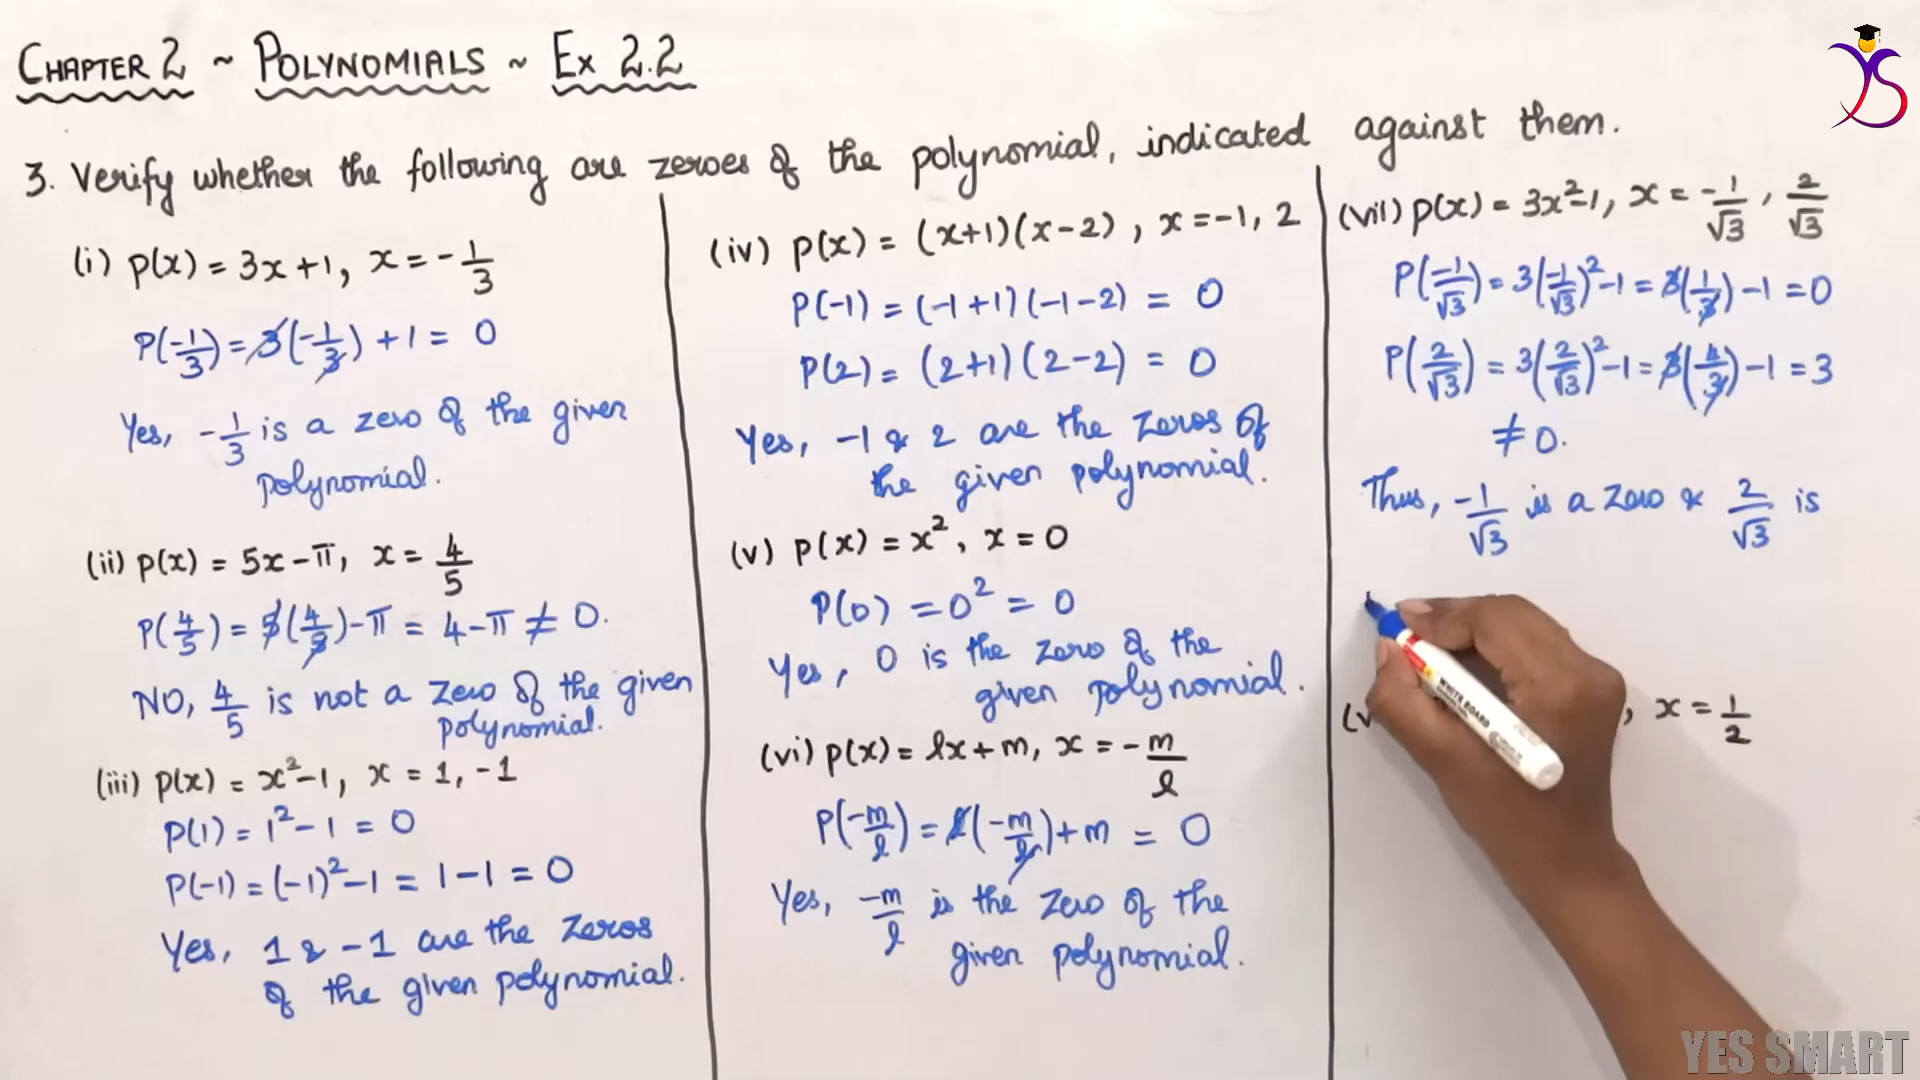 CHAPTER 2 ~ POLYNOMIALS ~ Ex 2.2
3. Verify whether the following are zeroes of the polynomial, indicated against them.
(i) p(x) = 3x+1, x = -1/3
P(-1/3) = 3(-1/3) + 1 = 0
Yes, -1/3 is a zero of the given
polynomial.
(ii) p(x) = 5x-π, x = 4/5
P(4/5) = 5(4/5) - π = 4-π ≠ 0.
NO, 4/5 is not a zero of the given
polynomial.
(iii) p(x) = x²-1, x = 1, -1
P(1) = 1² - 1 = 0
P(-1) = (-1)² - 1 = 1-1 = 0
Yes, 1 & -1 are the zeros
of the given polynomial.
(iv) p(x) = (x+1)(x-2), x = -1, 2
P(-1) = (-1+1)(-1-2) = 0
P(2) = (2+1)(2-2) = 0
Yes, -1 & 2 are the zeros of
the given polynomial.
(v) p(x) = x², x = 0
P(0) = 0² = 0
Yes, 0 is the zero of the
given polynomial.
(vi) p(x) = lx+m, x = -m/l
P(-m/l) = l(-m/l) + m = 0
Yes, -m/l is the zero of the
given polynomial.
(vii) p(x) = 3x²-1, x = -1/√3, 2/√3
P(-1/√3) = 3(-1/√3)² - 1 = 3(1/3) - 1 = 0
P(2/√3) = 3(2/√3)² - 1 = 3(4/3) - 1 = 3
≠ 0.
Thus, -1/√3 is a zero & 2/√3 is
(v , x = 1/2
WHITE BOARD
YS
YES SMART